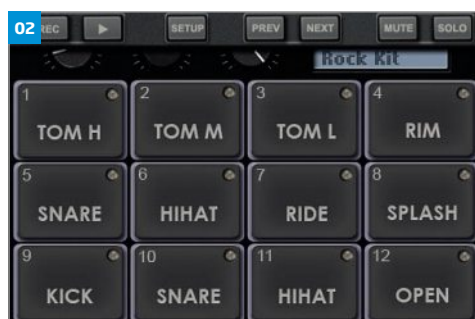 02 REC SETUP PREV NEXT MUTE SOLO
Rock Kit
1 2 3 4
TOM H TOM M TOM L RIM
5 6 7 8
SNARE HIHAT RIDE SPLASH
9 10 11 12
KICK SNARE HIHAT OPEN